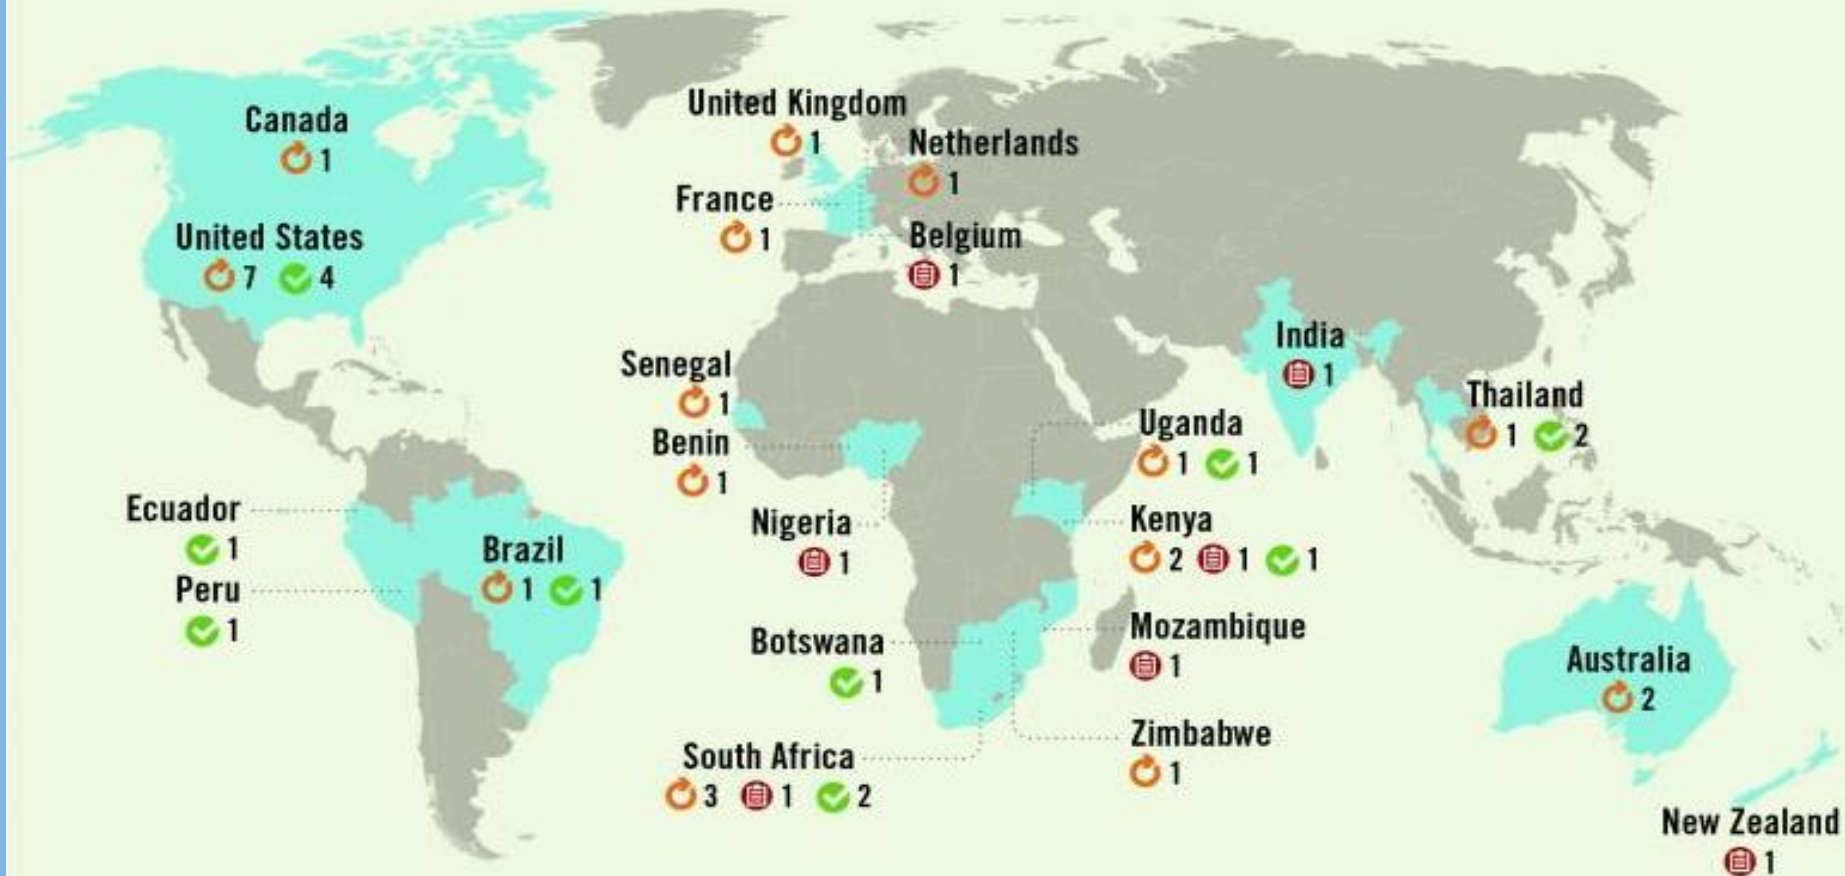 Canada
1
United States
7 4
United Kingdom
1
Netherlands
1
France
1
Belgium
1
Senegal
1
Benin
1
Nigeria
1
Uganda
1 1
Kenya
2 1 1
India
1
Thailand
1 2
Ecuador
1
Peru
1
Brazil
1 1
Botswana
1
South Africa
3 1 2
Mozambique
1
Zimbabwe
1
Australia
2
New Zealand
1